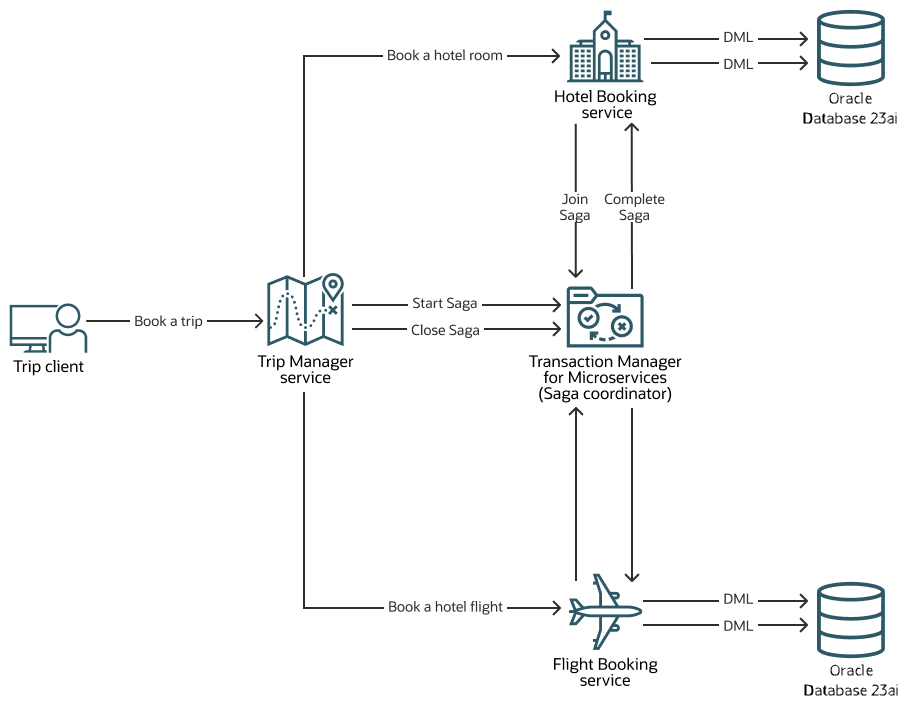 Book a hotel room
DML
DML
Hotel Booking
service
Oracle
Database 23ai
Join
Saga
Complete
Saga
Book a trip
Start Saga
Close Saga
Trip client
Trip Manager
service
Transaction Manager
for Microservices
(Saga coordinator)
Book a hotel flight
DML
DML
Flight Booking
service
Oracle
Database 23ai